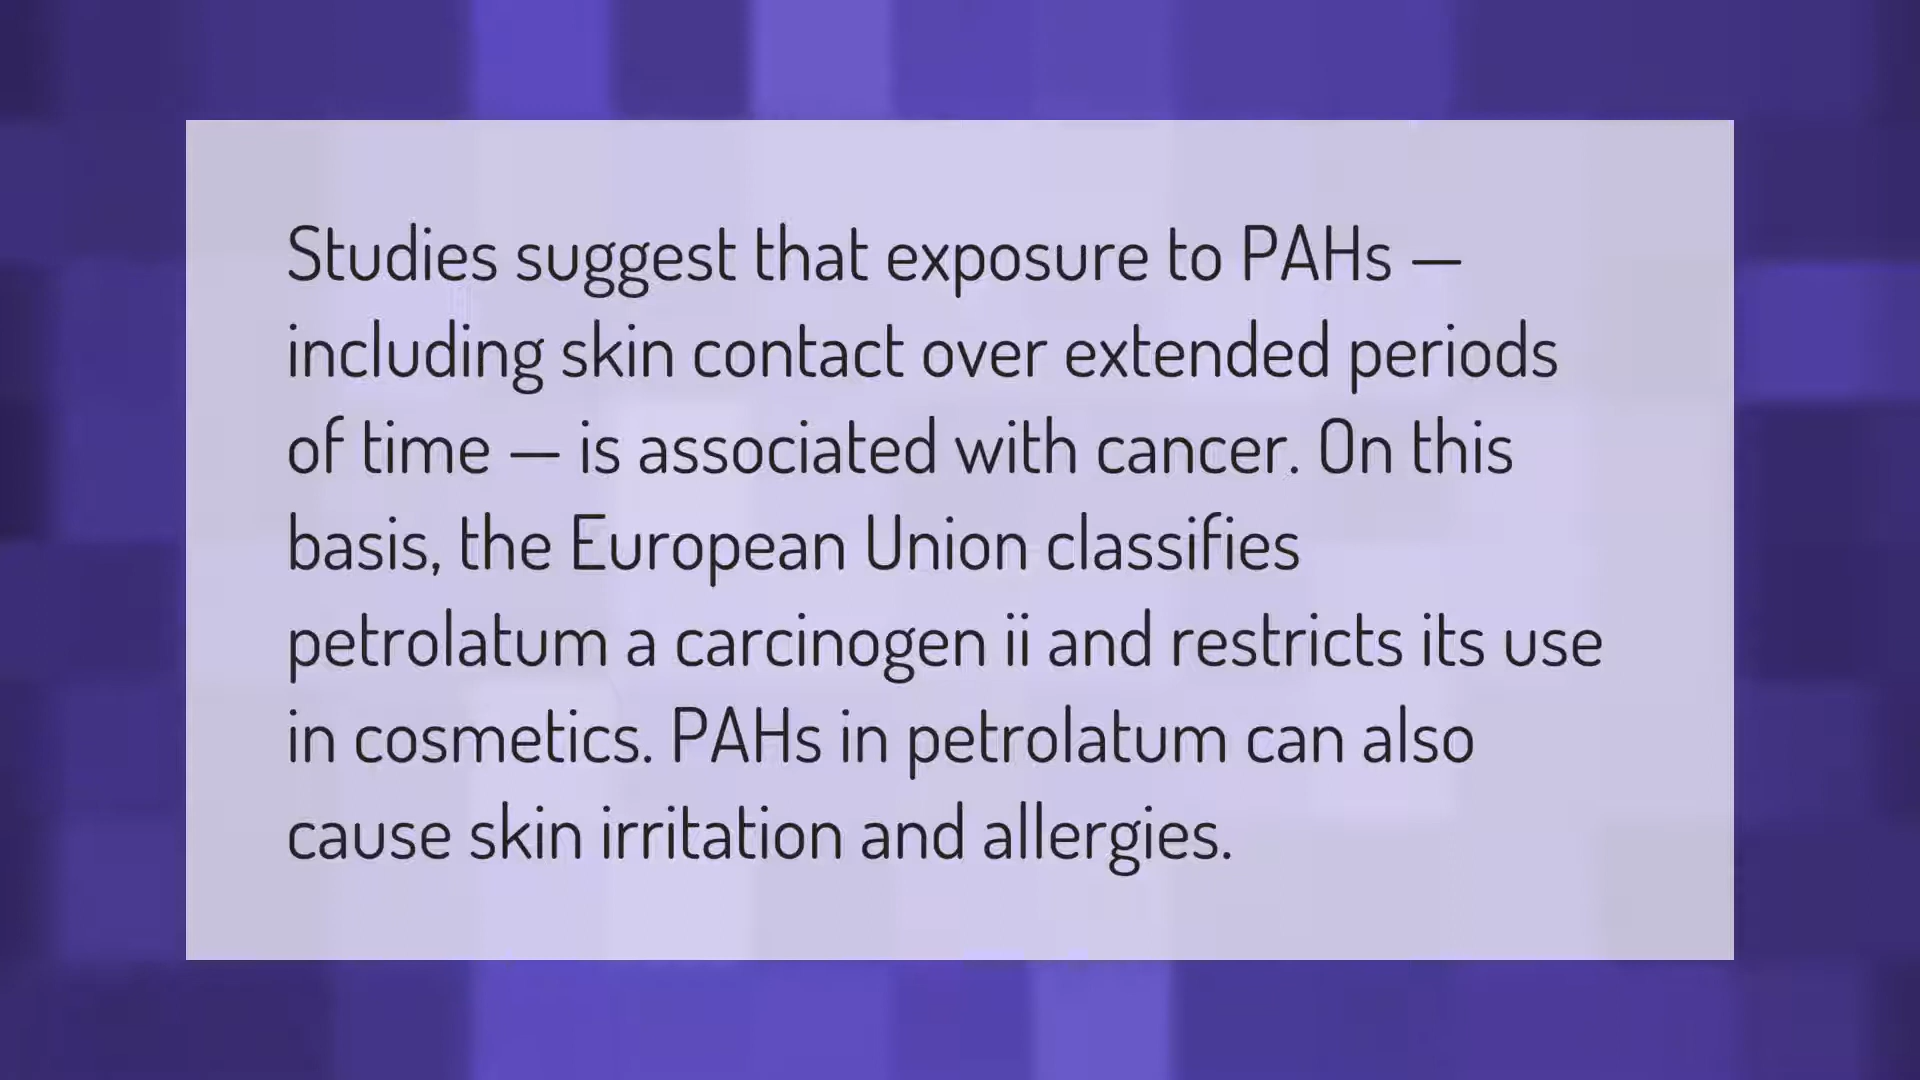 Studies suggest that exposure to PAHs —
including skin contact over extended periods
of time — is associated with cancer. On this
basis, the European Union classifies
petrolatum a carcinogen ii and restricts its use
in cosmetics. PAHs in petrolatum can also
cause skin irritation and allergies.